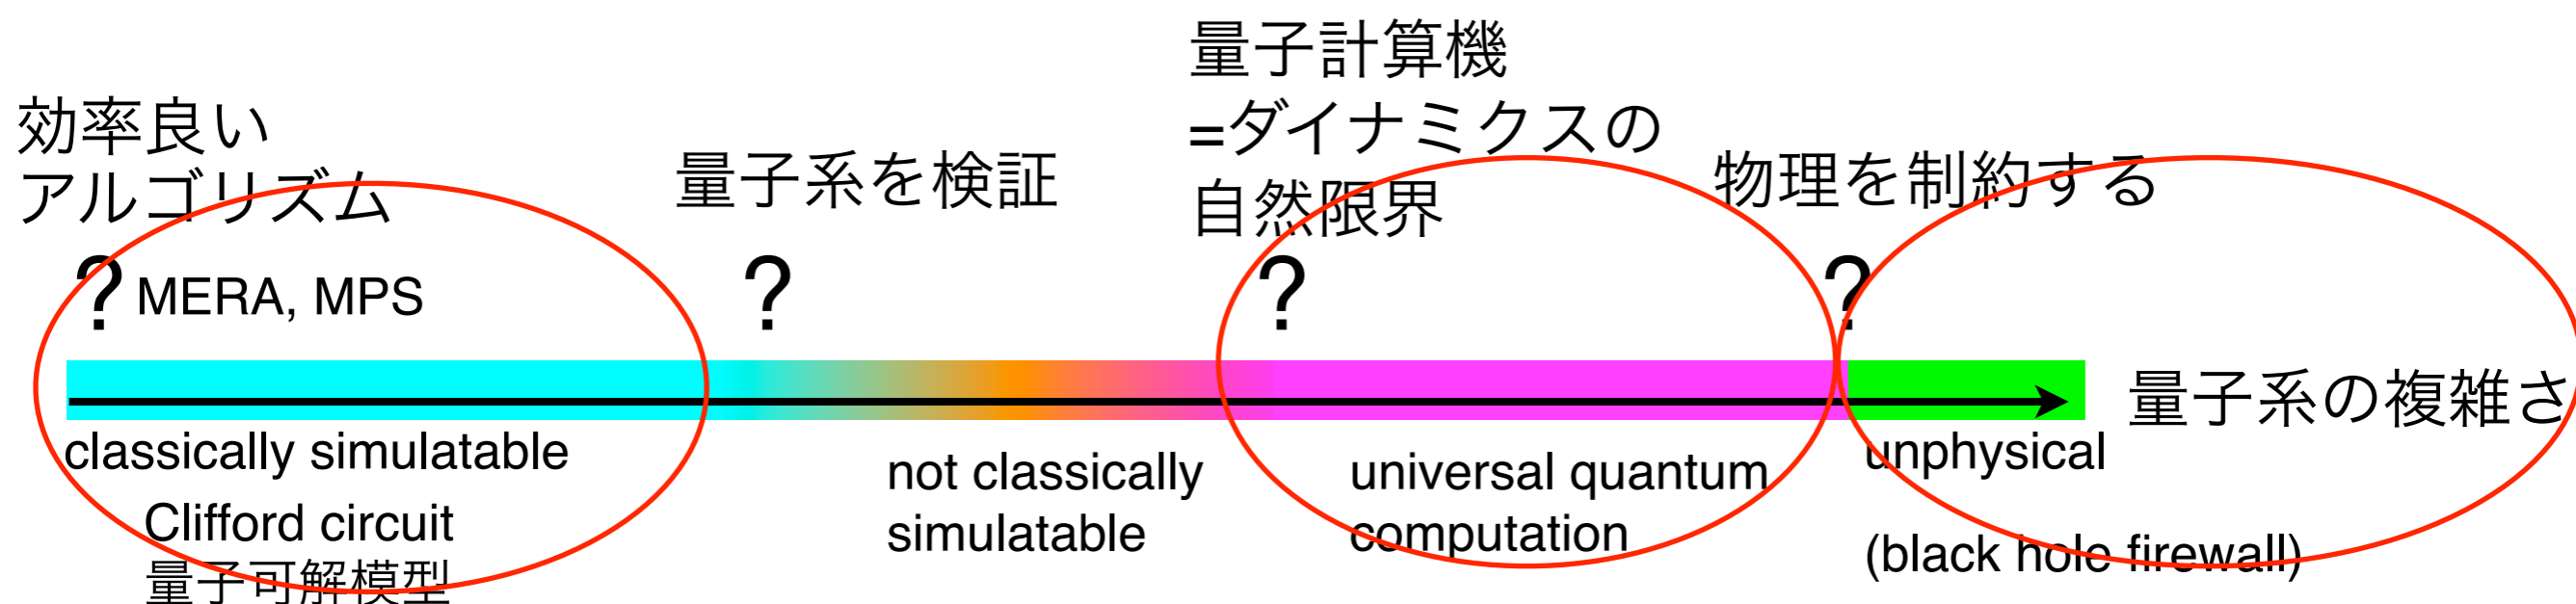 効率良い
アルゴリズム
? MERA, MPS
量子系を検証
?
量子計算機
=ダイナミクスの
自然限界
?
物理を制約する
?
量子系の複雑さ
classically simulatable
Clifford circuit
量子可解模型
not classically
simulatable
universal quantum
computation
unphysical
(black hole firewall)